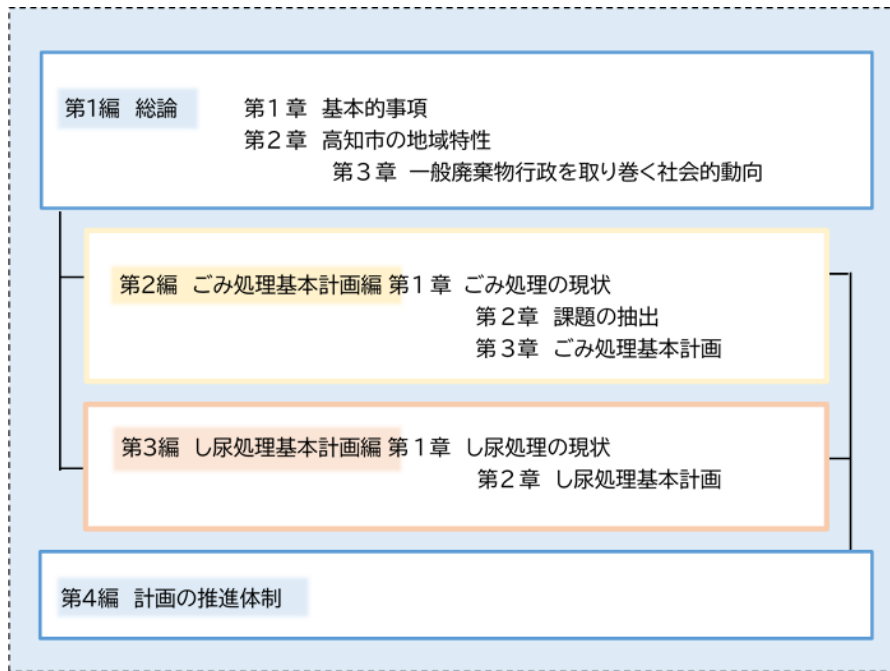 第1編 総論 第1章 基本的事項
第2章 高知市の地域特性
第3章 一般廃棄物行政を取り巻く社会的動向
第2編 ごみ処理基本計画編 第1章 ごみ処理の現状
第2章 課題の抽出
第3章 ごみ処理基本計画
第3編 し尿処理基本計画編 第1章 し尿処理の現状
第2章 し尿処理基本計画
第4編 計画の推進体制